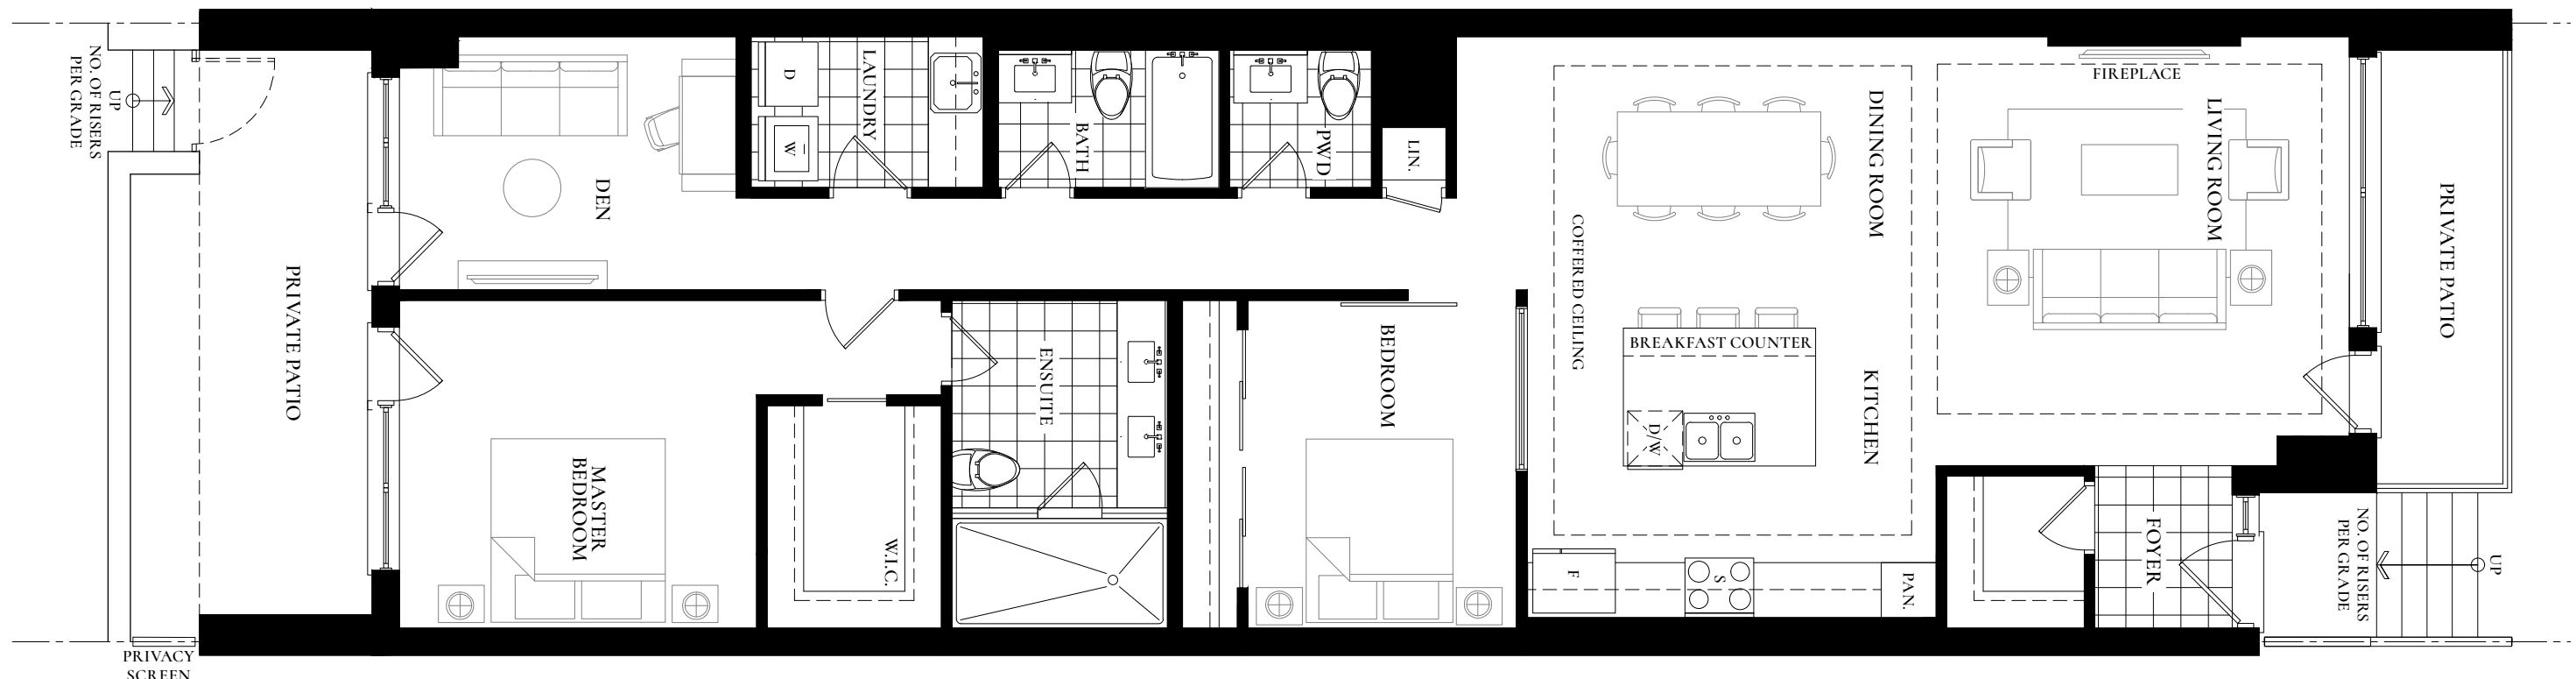 NO. OF RISERS
PER GRADE
UP
PRIVATE PATIO
PRIVACY
SCREEN
DEN
D
W
LAUNDRY
BATH
PWD
LIN.
MASTER
BEDROOM
W.I.C.
ENSUITE
BEDROOM
COFFERED CEILING
DINING ROOM
BREAKFAST COUNTER
D/W
KITCHEN
F
S
PAN.
FIREPLACE
LIVING ROOM
FOYER
PRIVATE PATIO
NO. OF RISERS
PER GRADE
UP